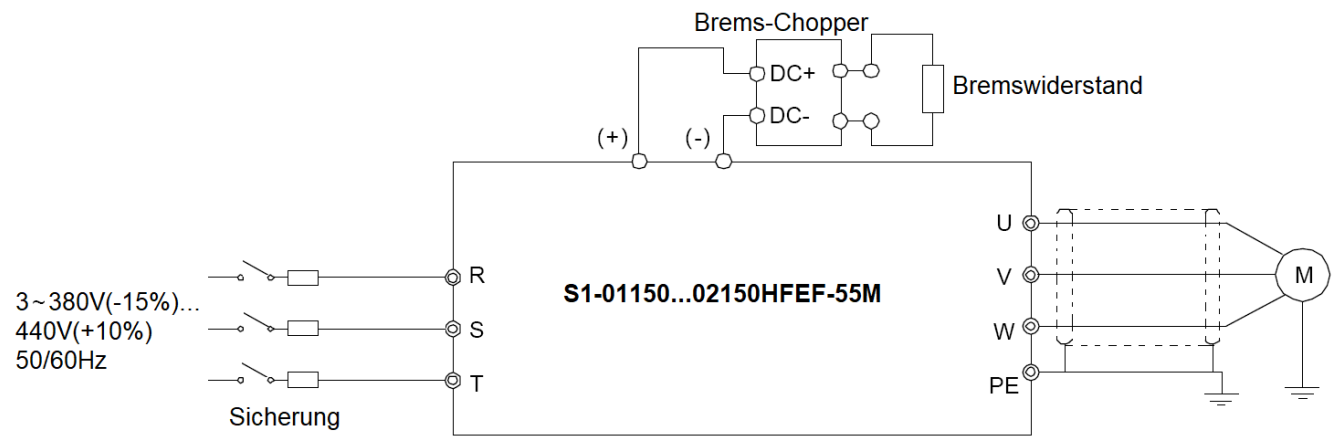 Brems-Chopper
DC+
Bremswiderstand
DC-
(+)
(-)
U
R
V
M
S1-01150...02150HFEF-55M
3~380V(-15%)...
440V(+10%)
50/60Hz
S
W
T
PE
Sicherung